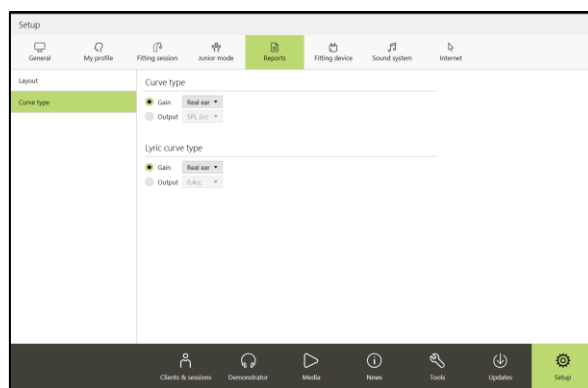 Setup
General My profile Fitting session Junior mode Reports Fitting device Sound system Internet
Layout
Curve type
Curve type
Gain Real ear
Output SPL 2cc
Lyric curve type
Gain Real ear
Output 0.4cc
Clients & sessions Demonstrator Media News Tools Updates Setup